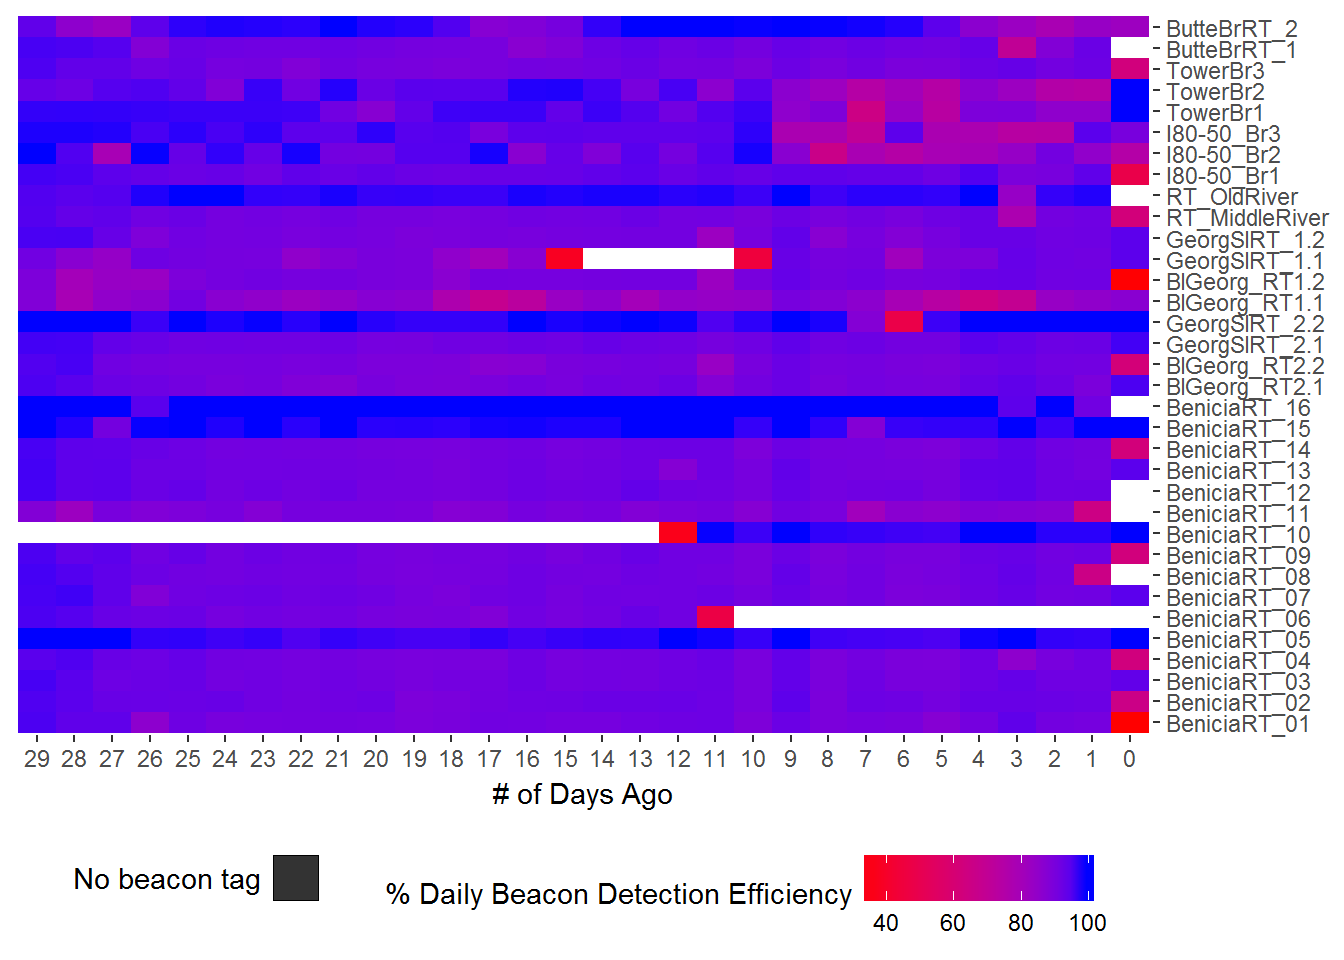 ButteBrRT_2
ButteBrRT_1
TowerBr3
TowerBr2
TowerBr1
I80-50_Br3
I80-50_Br2
I80-50_Br1
RT_OldRiver
RT_MiddleRiver
GeorgSlRT_1.2
GeorgSlRT_1.1
BlGeorg_RT1.2
BlGeorg_RT1.1
GeorgSlRT_2.2
GeorgSlRT_2.1
BlGeorg_RT2.2
BlGeorg_RT2.1
BeniciaRT_16
BeniciaRT_15
BeniciaRT_14
BeniciaRT_13
BeniciaRT_12
BeniciaRT_11
BeniciaRT_10
BeniciaRT_09
BeniciaRT_08
BeniciaRT_07
BeniciaRT_06
BeniciaRT_05
BeniciaRT_04
BeniciaRT_03
BeniciaRT_02
BeniciaRT_01
29 28 27 26 25 24 23 22 21 20 19 18 17 16 15 14 13 12 11 10 9 8 7 6 5 4 3 2 1 0
# of Days Ago
No beacon tag
% Daily Beacon Detection Efficiency
40 60 80 100